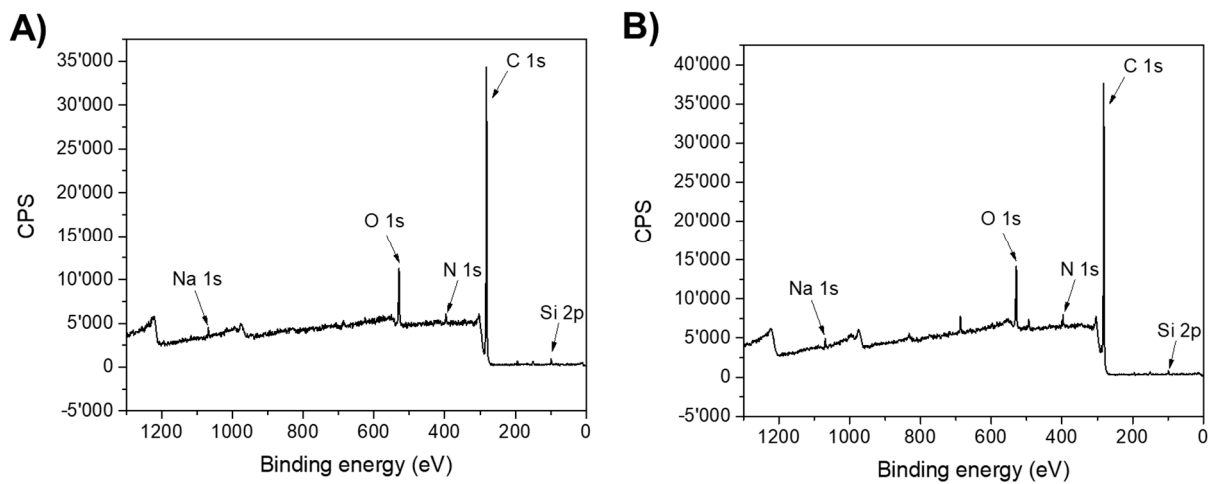 A)
35'000
30'000
25'000
20'000
15'000
10'000
5'000
0
-5'000
CPS
C 1s
O 1s
N 1s
Na 1s
Si 2p
1200 1000 800 600 400 200 0
Binding energy (eV)
B)
40'000
35'000
30'000
25'000
20'000
15'000
10'000
5'000
0
-5'000
CPS
C 1s
O 1s
N 1s
Na 1s
Si 2p
1200 1000 800 600 400 200 0
Binding energy (eV)